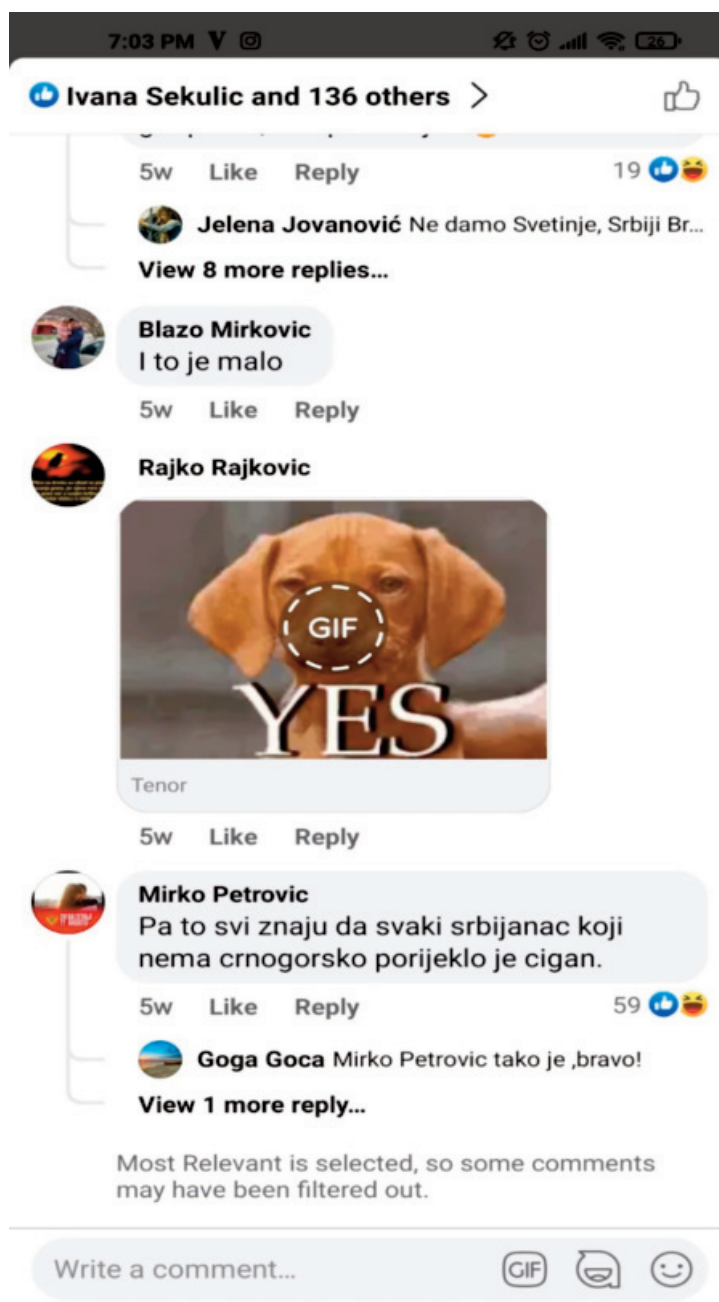 7:03 PM
26
Ivana Sekulic and 136 others >
5w Like Reply 19
Jelena Jovanović Ne damo Svetinje, Srbiji Br...
View 8 more replies...
Blazo Mirkovic
I to je malo
5w Like Reply
Rajko Rajkovic
GIF
YES
Tenor
5w Like Reply
Mirko Petrovic
Pa to svi znaju da svaki srbijanac koji
nema crnogorsko porijeklo je cigan.
5w Like Reply 59
Goga Goca Mirko Petrovic tako je ,bravo!
View 1 more reply...
Most Relevant is selected, so some comments
may have been filtered out.
Write a comment...
GIF